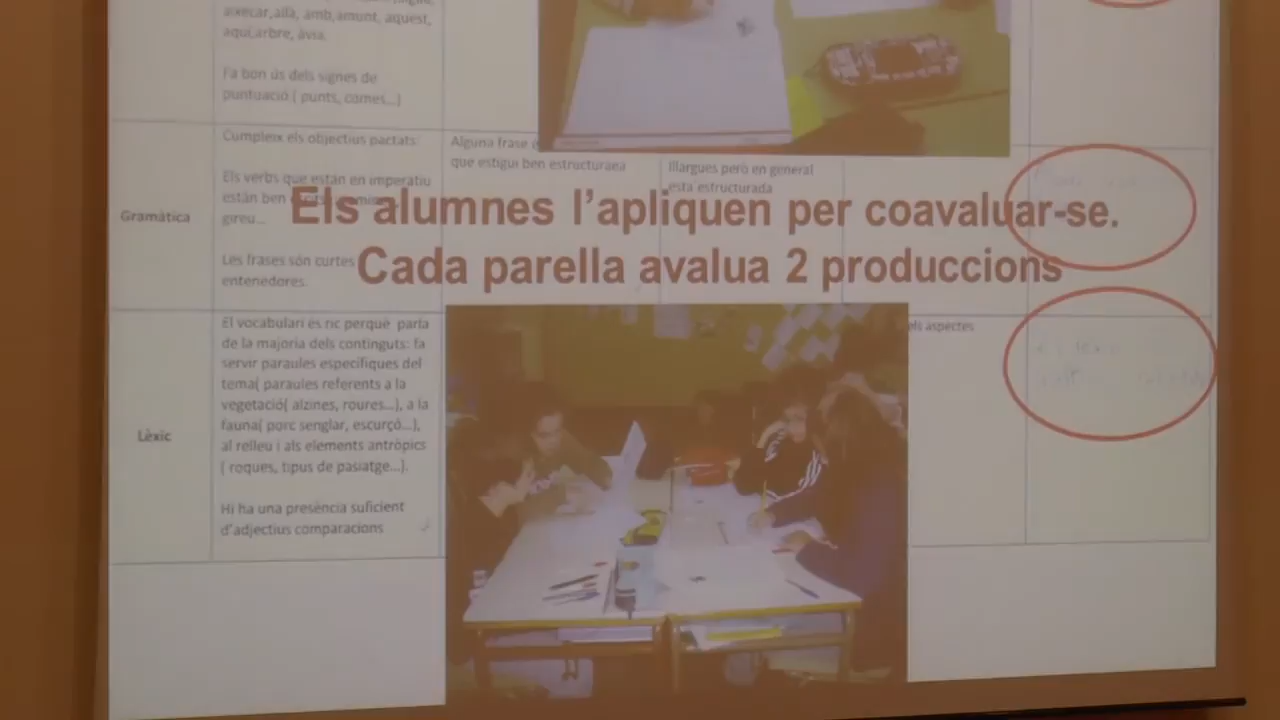 aixecar,allà, amb,amunt, aquest,
aquí,arbre, àvia.
Fa bon ús dels signes de
puntuació ( punts, comes...)
Gramàtica
Cumpleix els objectius pactats:
Els verbs que estan en imperatiu
estan ben
gireu...
Les frases són curtes
entenedores.
Alguna frase
que estigui ben estructuraea
llargues però en general
esta estructurada
Els alumnes l'apliquen per coavaluar-se.
Cada parella avalua 2 produccions
Lèxic
El vocabulari és ric perquè parla
de la majoria dels continguts: fa
servir paraules específiques del
tema( paraules referents a la
vegetació( alzines, roures...), a la
fauna( porc senglar, escurçó...),
al relleu i als elements antròpics
( roques, tipus de paisatge...).
Hi ha una presència suficient
d'adjectius comparacions
els aspectes